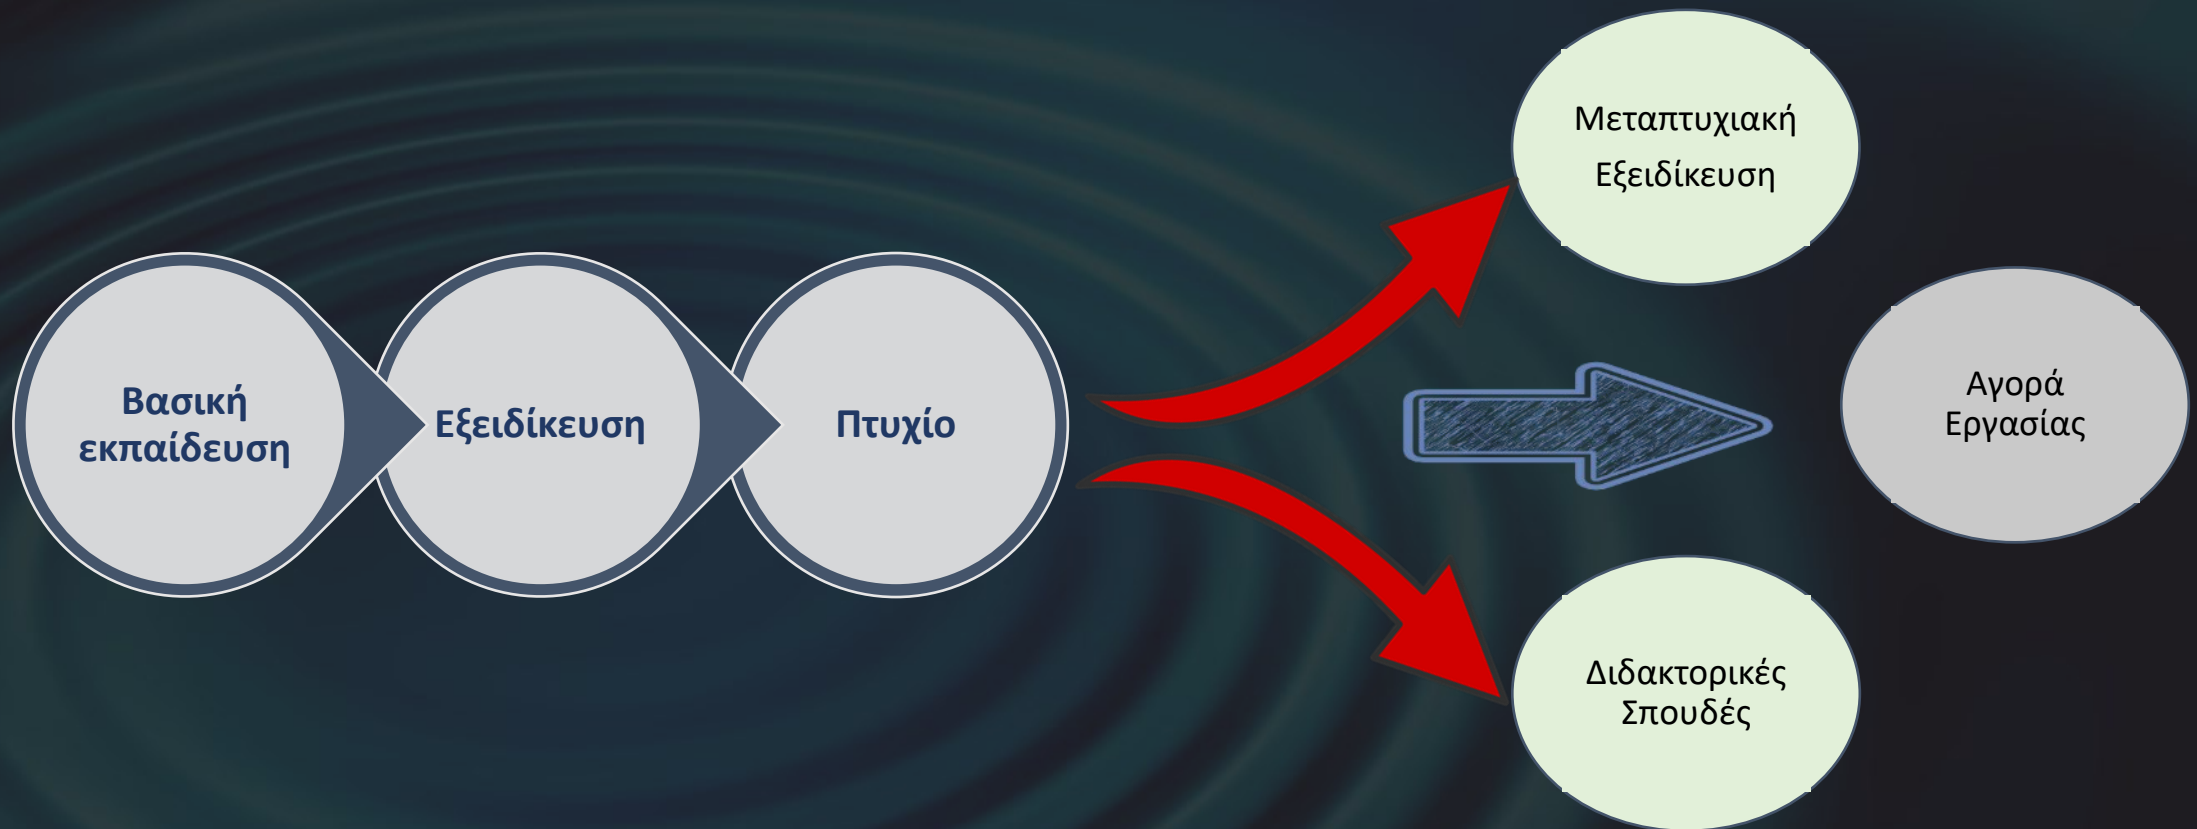 Βασική
εκπαίδευση
Εξειδίκευση
Πτυχίο
Μεταπτυχιακή
Εξειδίκευση
Αγορά
Εργασίας
Διδακτορικές
Σπουδές